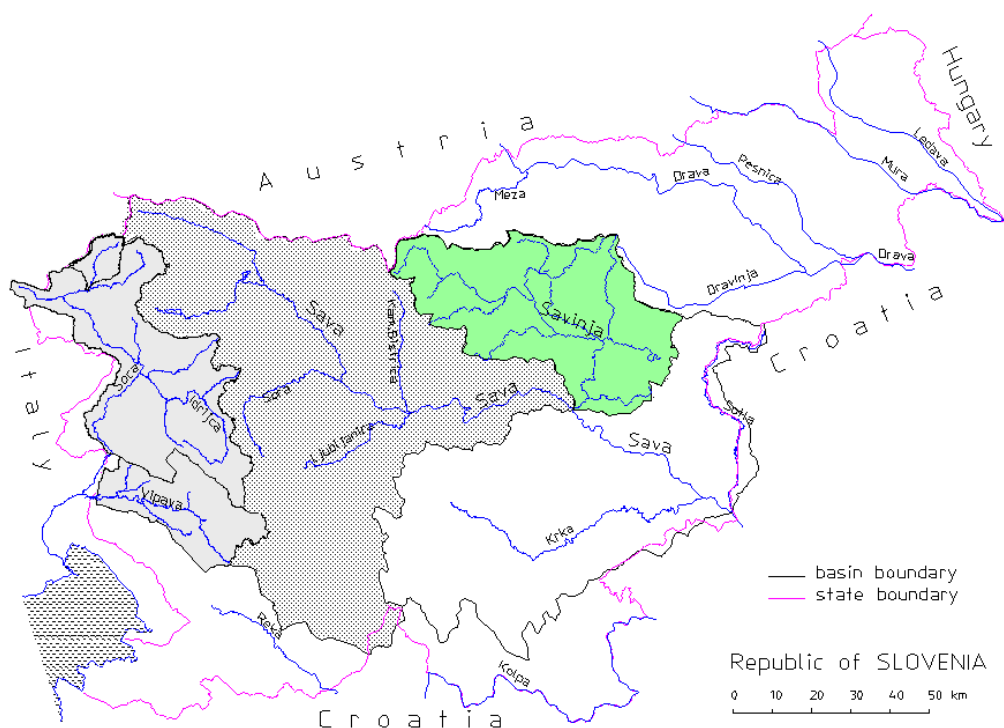 Hungary
Austria
Ledava
Mura
Pesnica
Drava
Meza
Drava
Dravinja
Croatia
Sava
Kam.Bistrica
Savinja
Italy
Soca
Idrijca
Sora
Sava
Sotla
Ljubljanica
Sava
Vipava
Krka
basin boundary
state boundary
Reka
Kolpa
Republic of SLOVENIA
0 10 20 30 40 50 km
Croatia